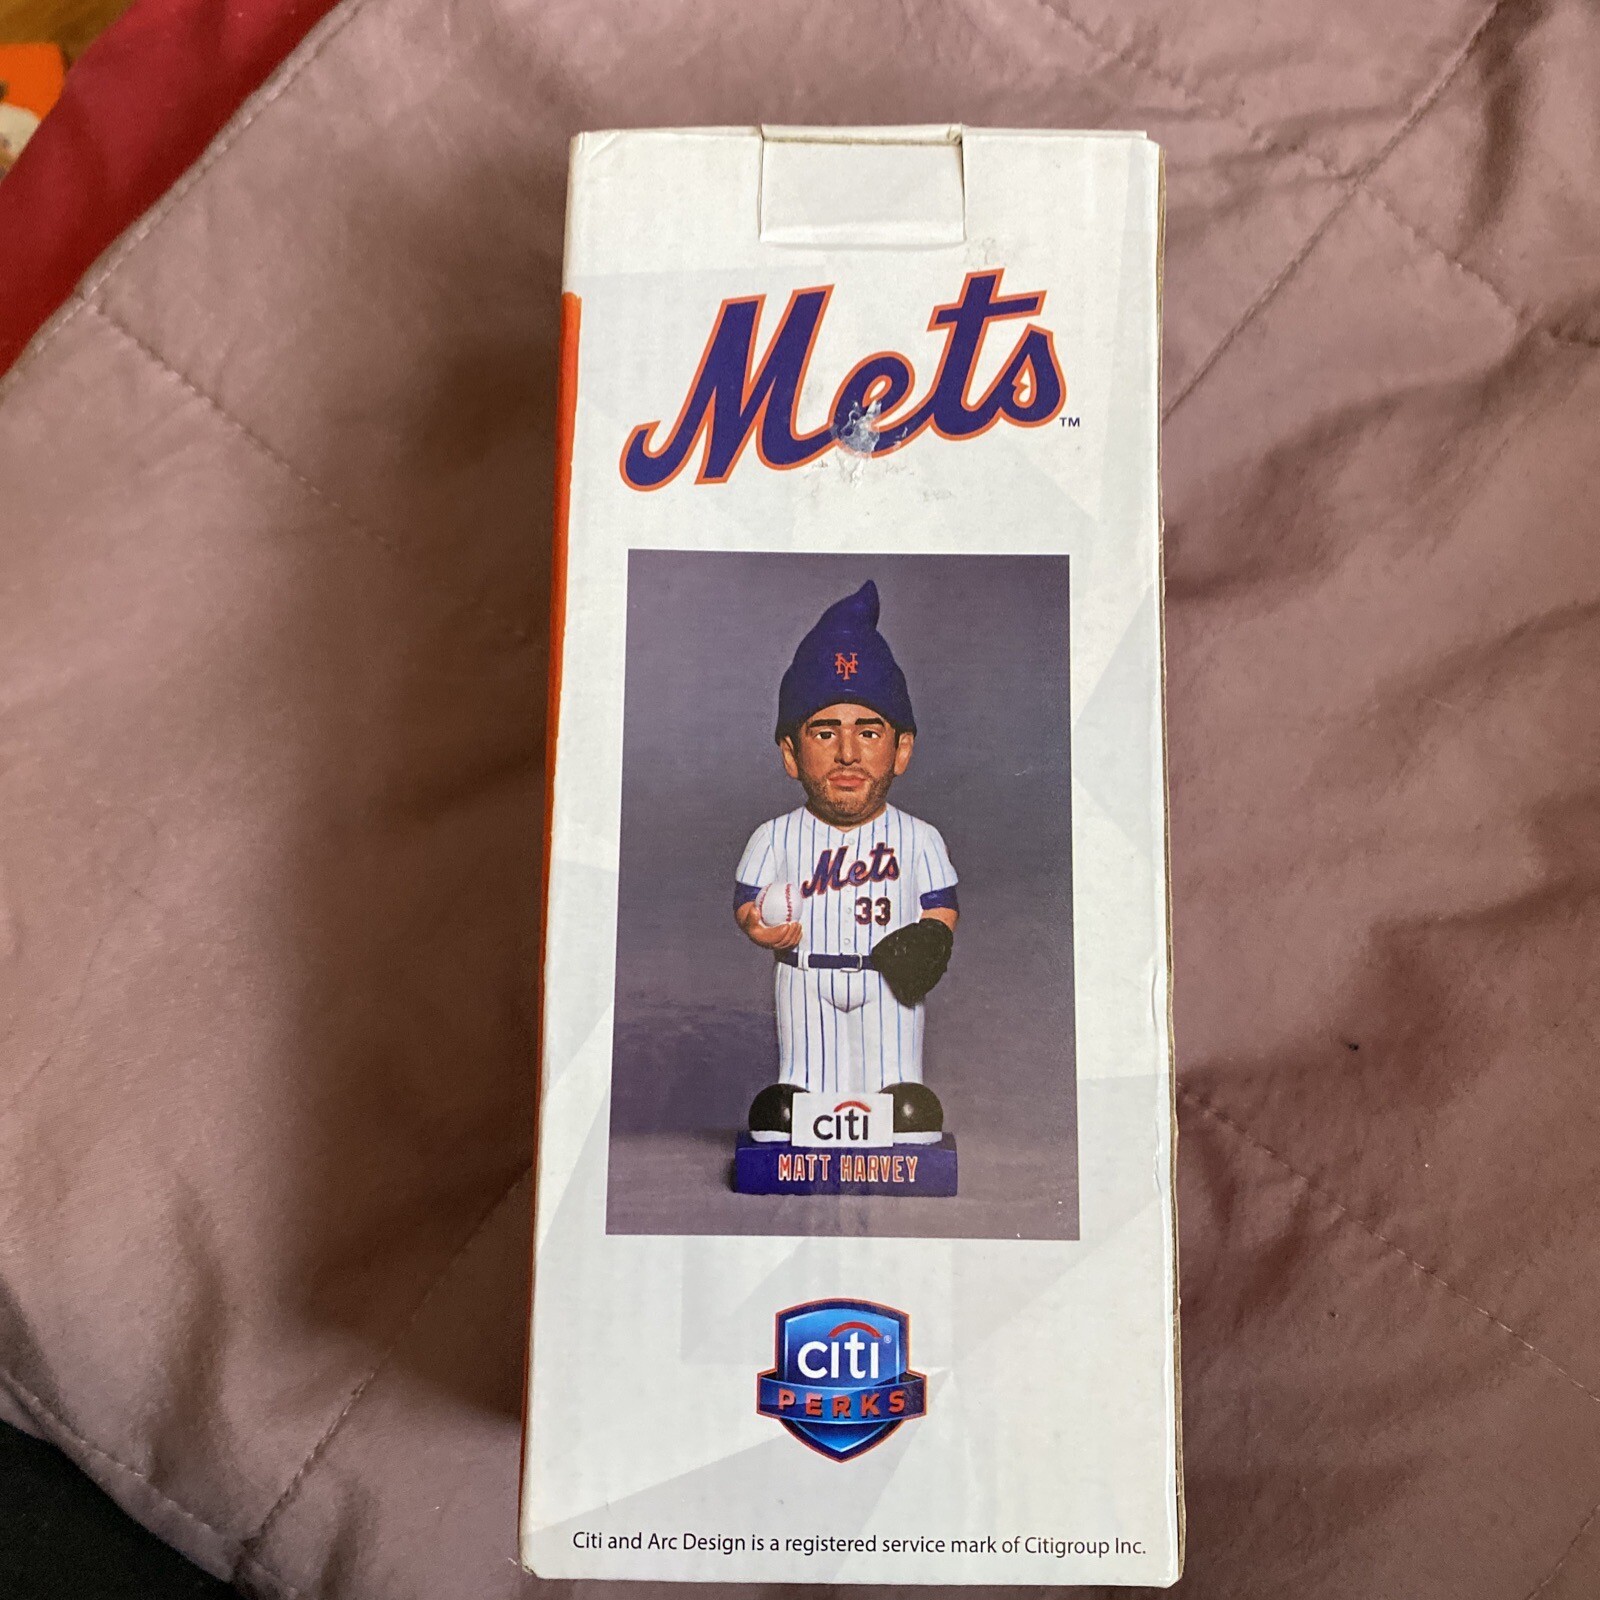 Mets™
NY
Mets
33
citi
MATT HARVEY
citi®
PERKS
Citi and Arc Design is a registered service mark of Citigroup Inc.